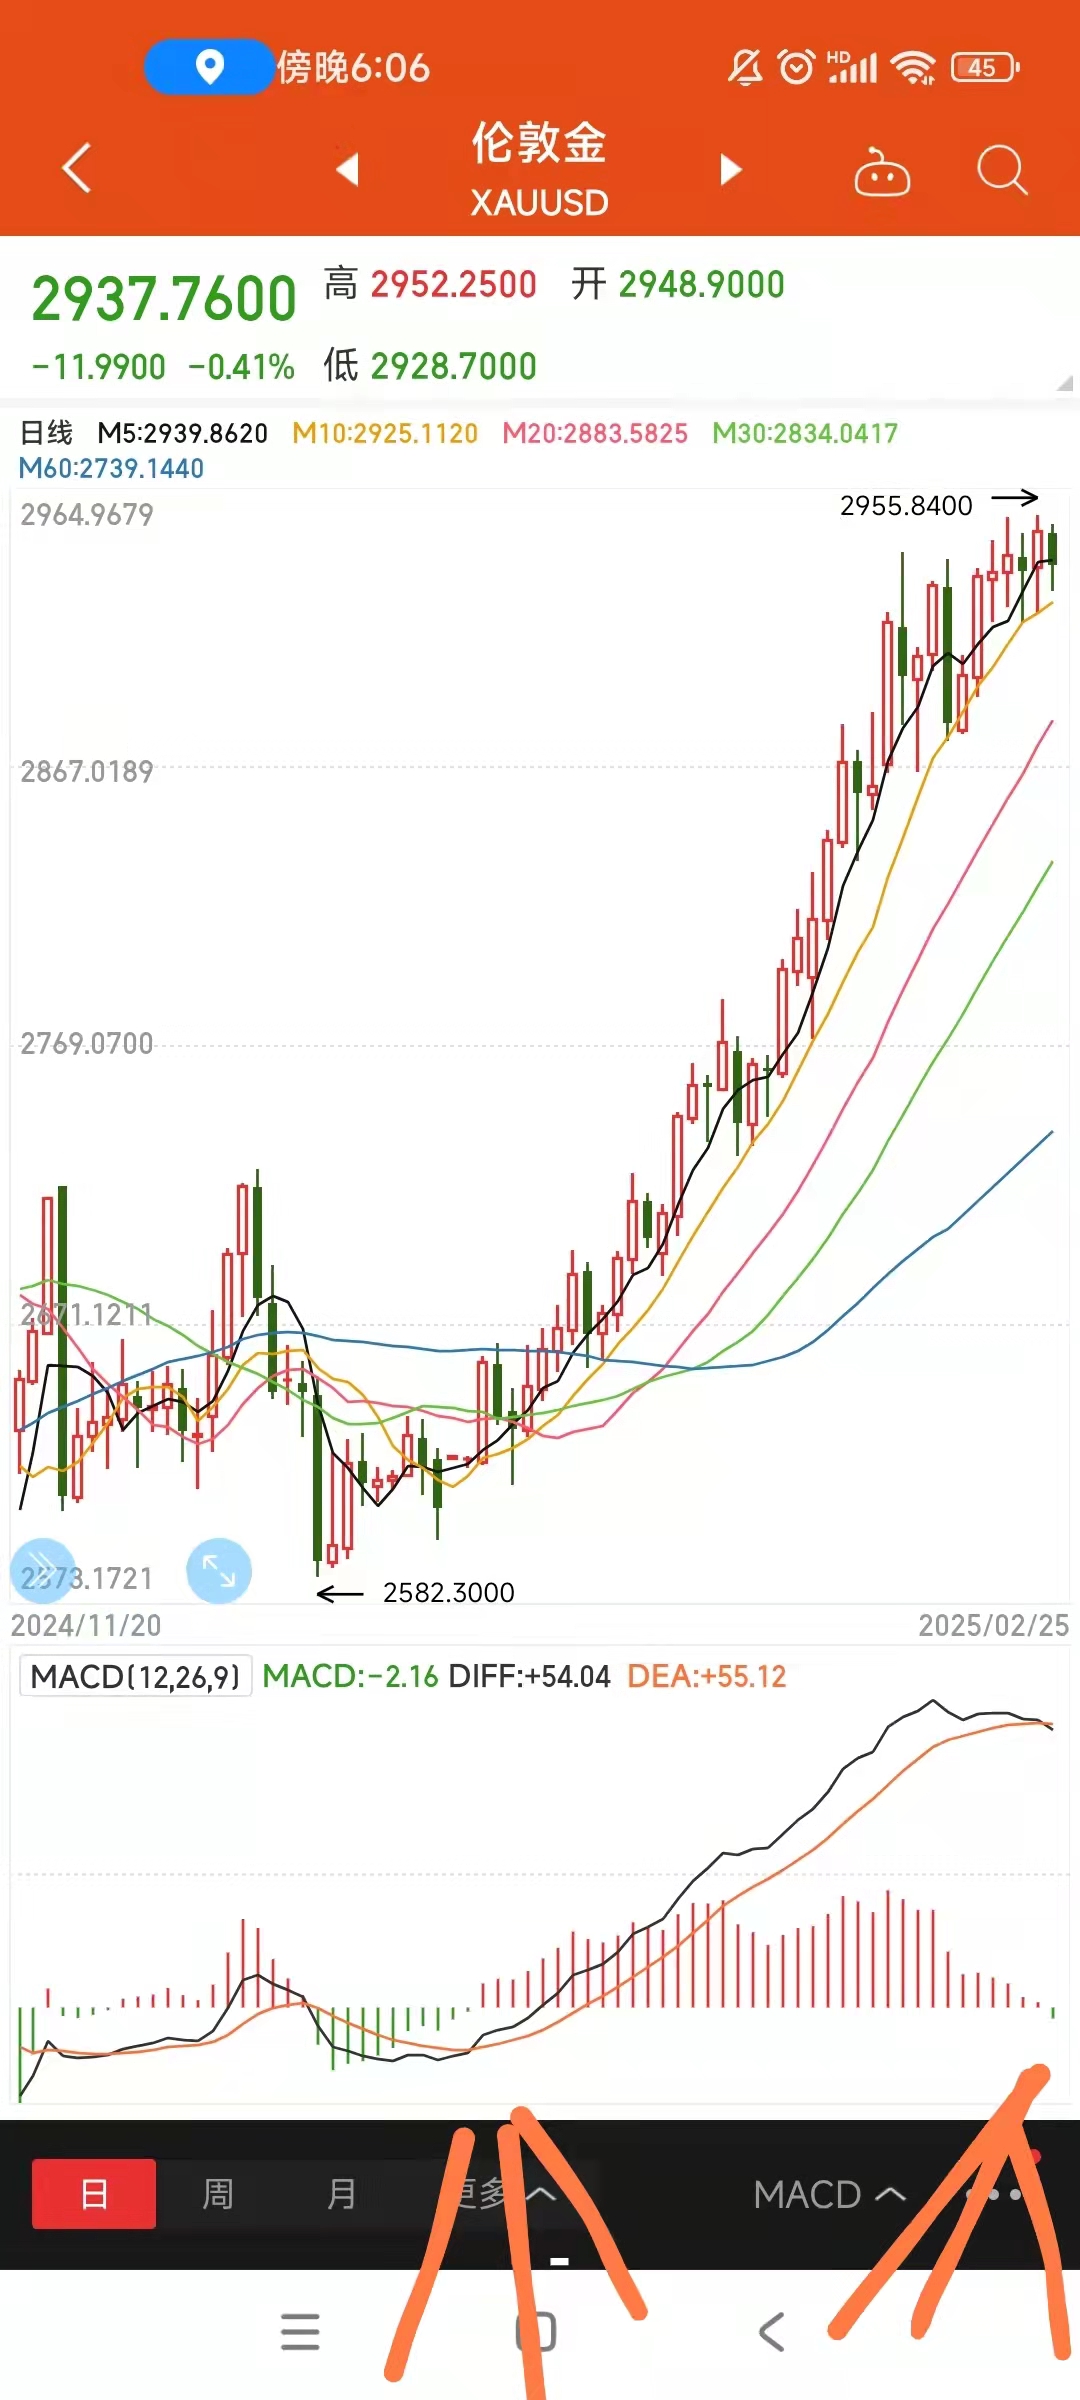 傍晚6:06
HD
45
伦敦金
XAUUSD
2937.7600 高 2952.2500 开 2948.9000
-11.9900 -0.41% 低 2928.7000
日线 M5:2939.8620 M10:2925.1120 M20:2883.5825 M30:2834.0417
M60:2739.1440
2964.9679
2955.8400
2867.0189
2769.0700
2671.1211
2573.1721
2582.3000
2024/11/20 2025/02/25
MACD(12,26,9) MACD:-2.16 DIFF:+54.04 DEA:+55.12
日 周 月 更多 MACD